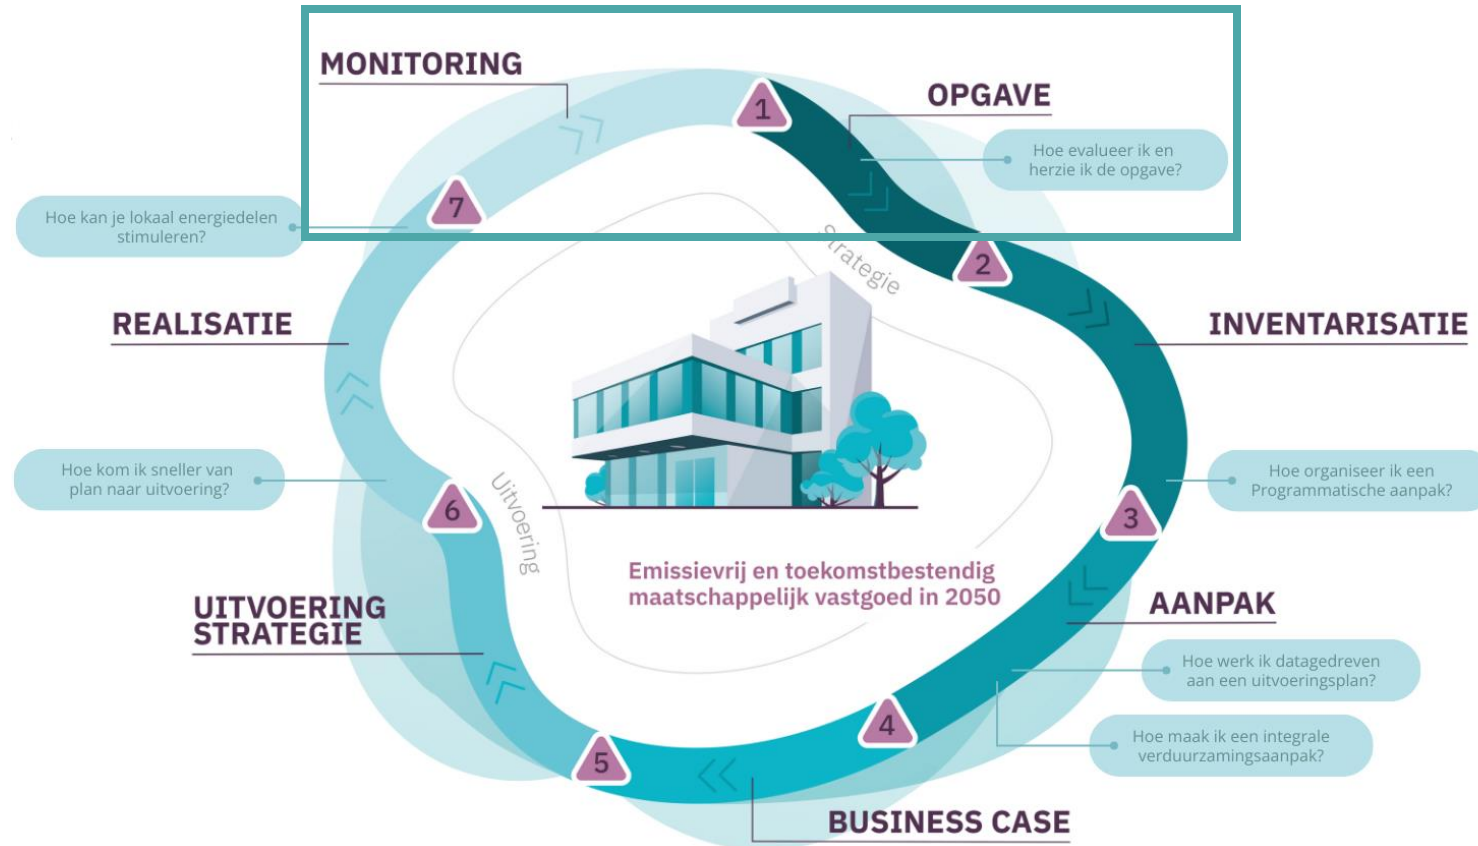 MONITORING
1
OPGAVE
Hoe evalueer ik en
herzie ik de opgave?
7
Hoe kan je lokaal energiedelen
stimuleren?
Strategie
2
REALISATIE
INVENTARISATIE
Hoe kom ik sneller van
plan naar uitvoering?
6
Uitvoering
Hoe organiseer ik een
Programmatische aanpak?
3
Emissievrij en toekomstbestendig
maatschappelijk vastgoed in 2050
UITVOERING
STRATEGIE
AANPAK
Hoe werk ik datagedreven
aan een uitvoeringsplan?
4
Hoe maak ik een integrale
verduurzamingsaanpak?
5
BUSINESS CASE